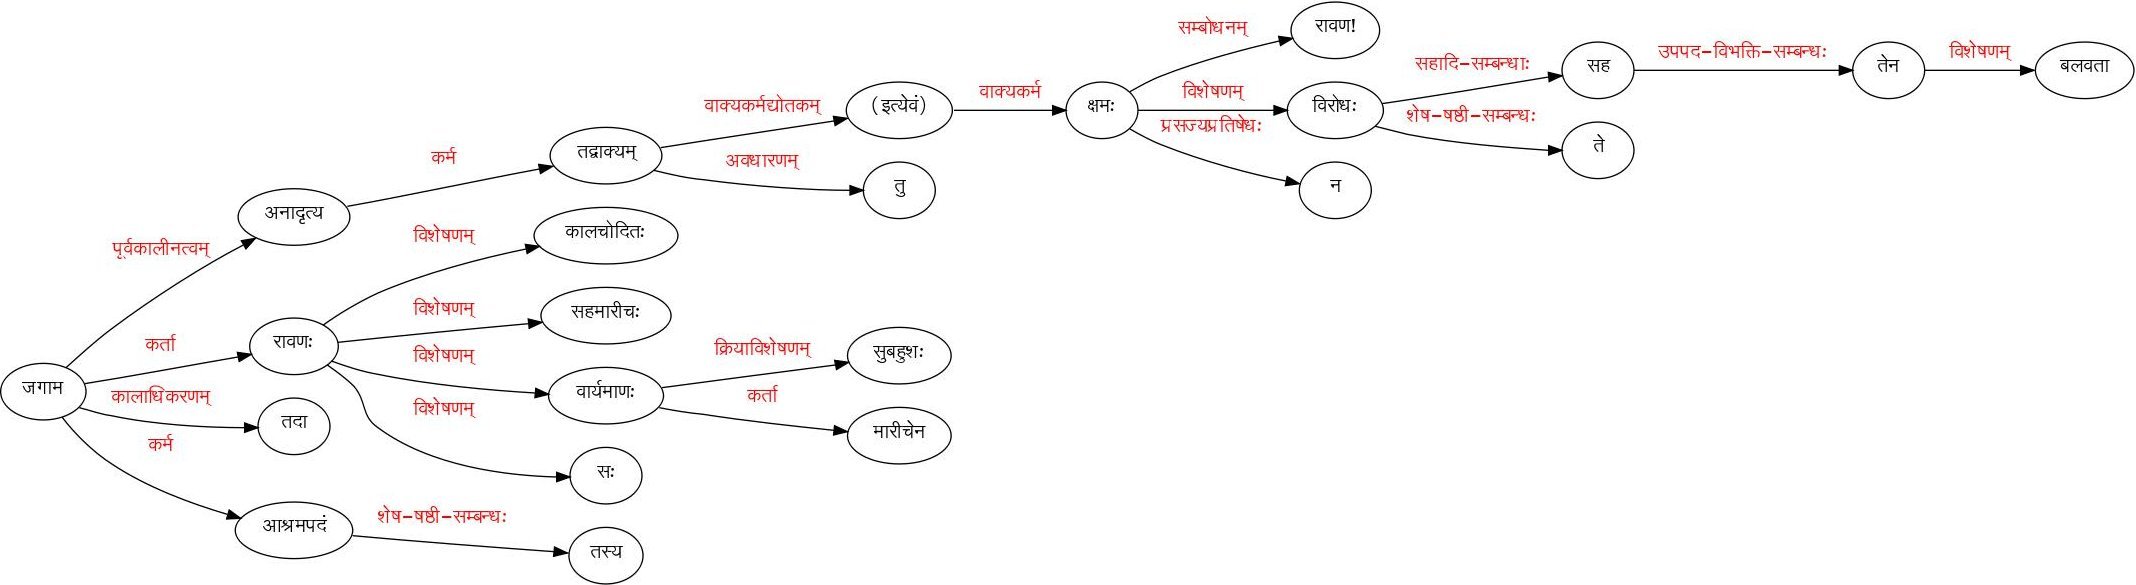 सम्बोधनम्
रावण!
सहादि-सम्बन्धाः
सह
उपपद-विभक्ति-सम्बन्धः
तेन
विशेषणम्
बलवता
वाक्यकर्मद्योतकम्
(इत्येवं)
वाक्यकर्म
क्षमः
विशेषणम्
विरोधः
शेष-षष्ठी-सम्बन्धः
ते
प्रसज्यप्रतिषेधः
न
कर्म
तद्वाक्यम्
अवधारणम्
तु
पूर्वकालीनत्वम्
अनादृत्य
विशेषणम्
कालचोदितः
विशेषणम्
सहमारीचः
कर्ता
रावणः
विशेषणम्
वार्यमाणः
क्रियाविशेषणम्
सुबहुशः
कर्ता
मारीचेन
जगाम
कालाधिकरणम्
तदा
विशेषणम्
सः
कर्म
आश्रमपदं
शेष-षष्ठी-सम्बन्धः
तस्य